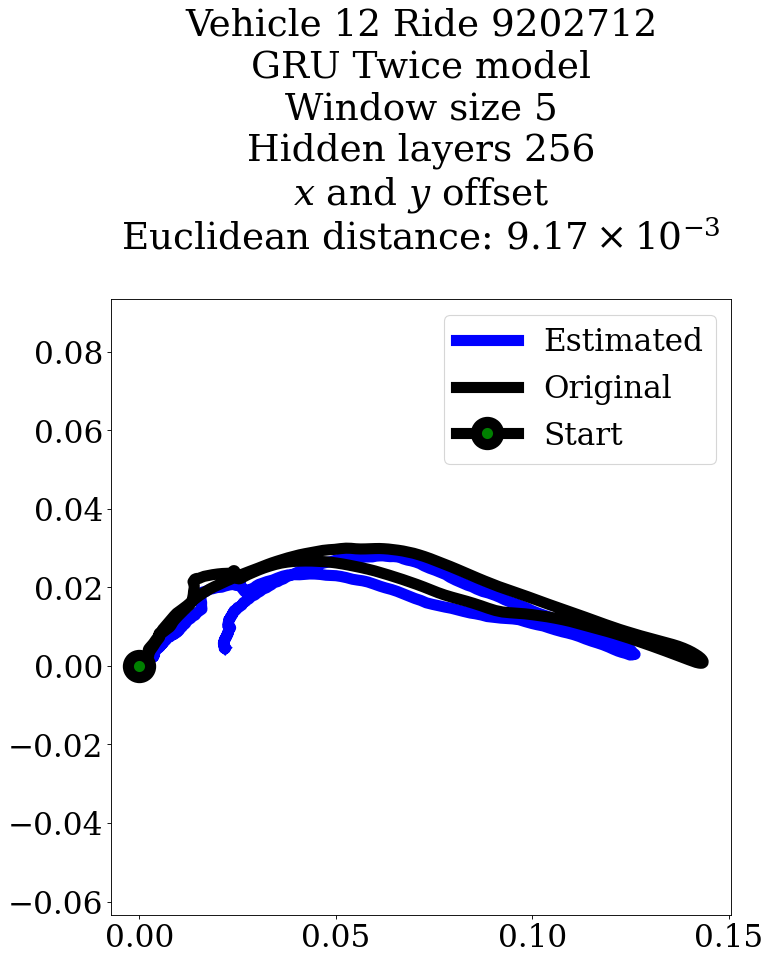 Vehicle 12 Ride 9202712
GRU Twice model
Window size 5
Hidden layers 256
x and y offset
Euclidean distance: 9.17 × 10⁻³
Estimated
Original
Start
0.08
0.06
0.04
0.02
0.00
−0.02
−0.04
−0.06
0.00 0.05 0.10 0.15